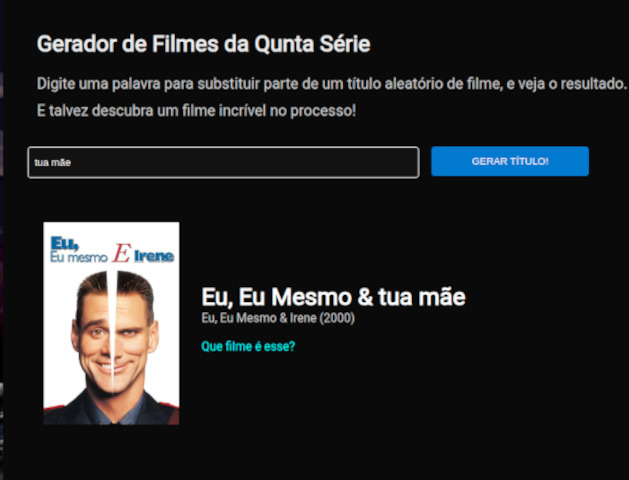 Gerador de Filmes da Qunta Série
Digite uma palavra para substituir parte de um título aleatório de filme, e veja o resultado.
E talvez descubra um filme incrível no processo!
tua mãe
GERAR TÍTULO!
Eu,
Eu mesmo E Irene
Eu, Eu Mesmo & tua mãe
Eu, Eu Mesmo & Irene (2000)
Que filme é esse?